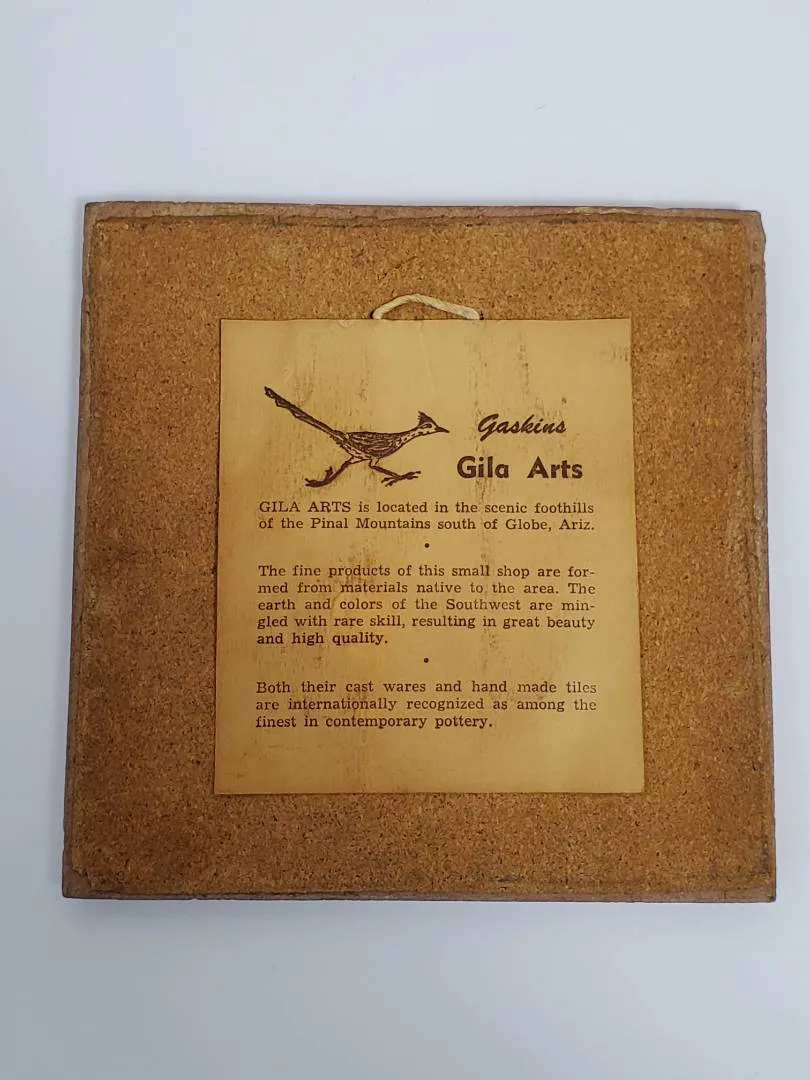 Gaskins
Gila Arts
GILA ARTS is located in the scenic foothills
of the Pinal Mountains south of Globe, Ariz.
•
The fine products of this small shop are for-
med from materials native to the area. The
earth and colors of the Southwest are min-
gled with rare skill, resulting in great beauty
and high quality.
•
Both their cast wares and hand made tiles
are internationally recognized as among the
finest in contemporary pottery.